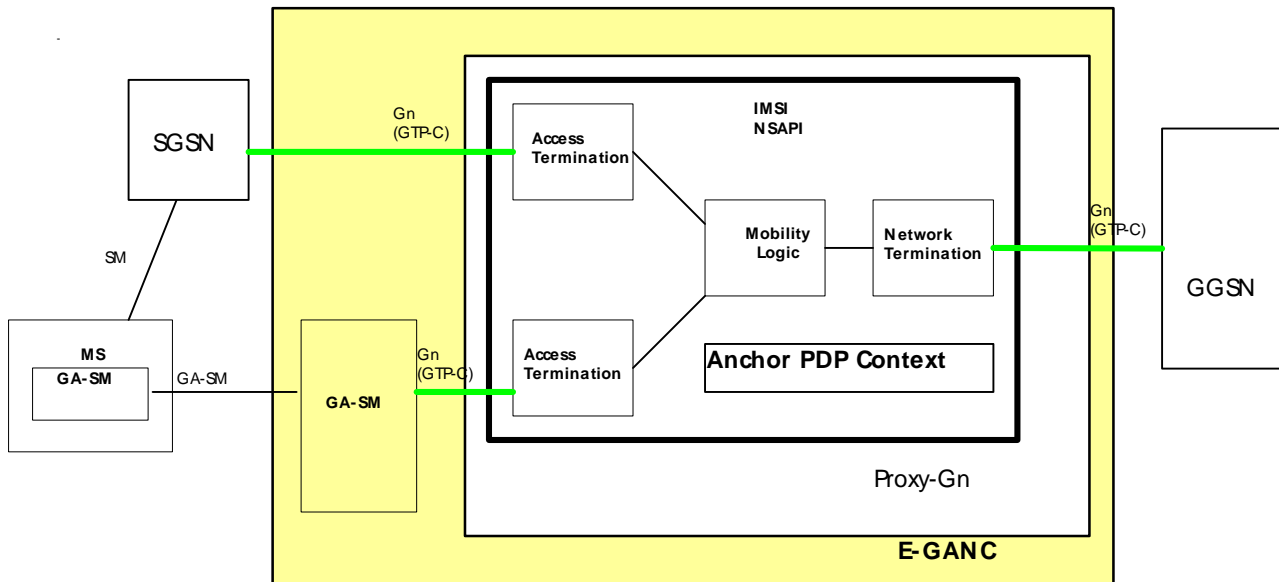 SGSN
Gn
(GTP-C)
Access
Termination
IMSI
NSAPI
SM
Mobility
Logic
Network
Termination
Gn
(GTP-C)
GGSN
MS
GA-SM
GA-SM
GA-SM
Gn
(GTP-C)
Access
Termination
Anchor PDP Context
Proxy-Gn
E-GANC